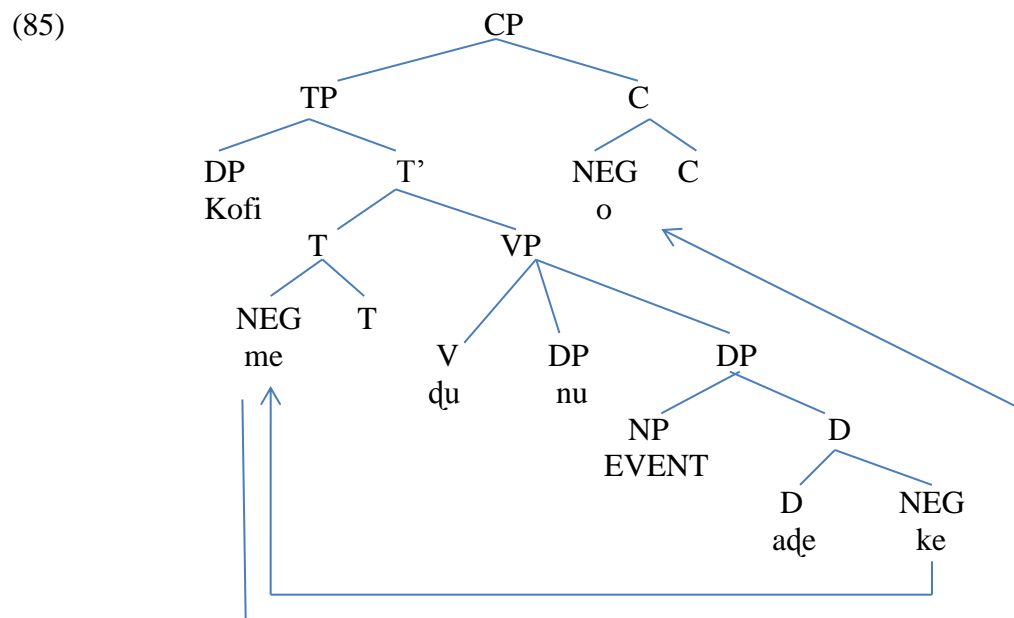 (85) CP
TP C
DP T’ NEG C
Kofi o
T VP
NEG T
me V DP DP
ɖu nu
NP D
EVENT
D NEG
aɖe ke